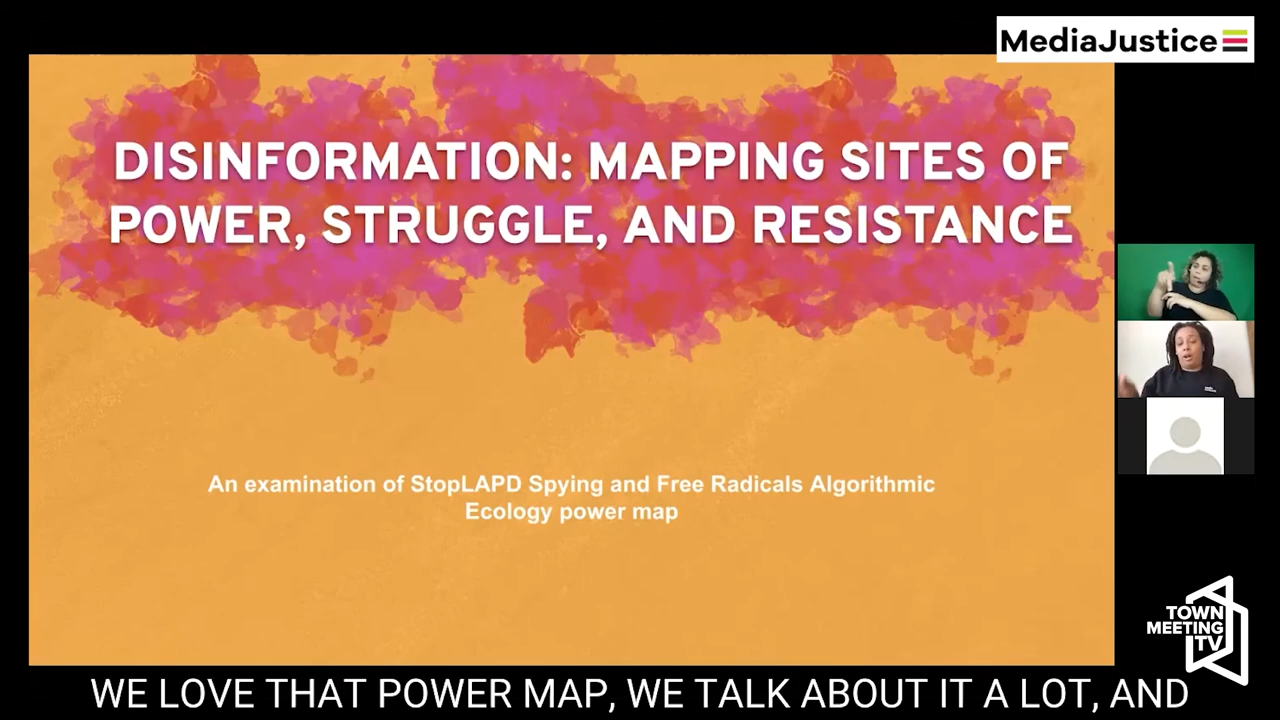 MediaJustice
DISINFORMATION: MAPPING SITES OF
POWER, STRUGGLE, AND RESISTANCE
An examination of StopLAPD Spying and Free Radicals Algorithmic
Ecology power map
TOWN
MEETING
TV
WE LOVE THAT POWER MAP, WE TALK ABOUT IT A LOT, AND